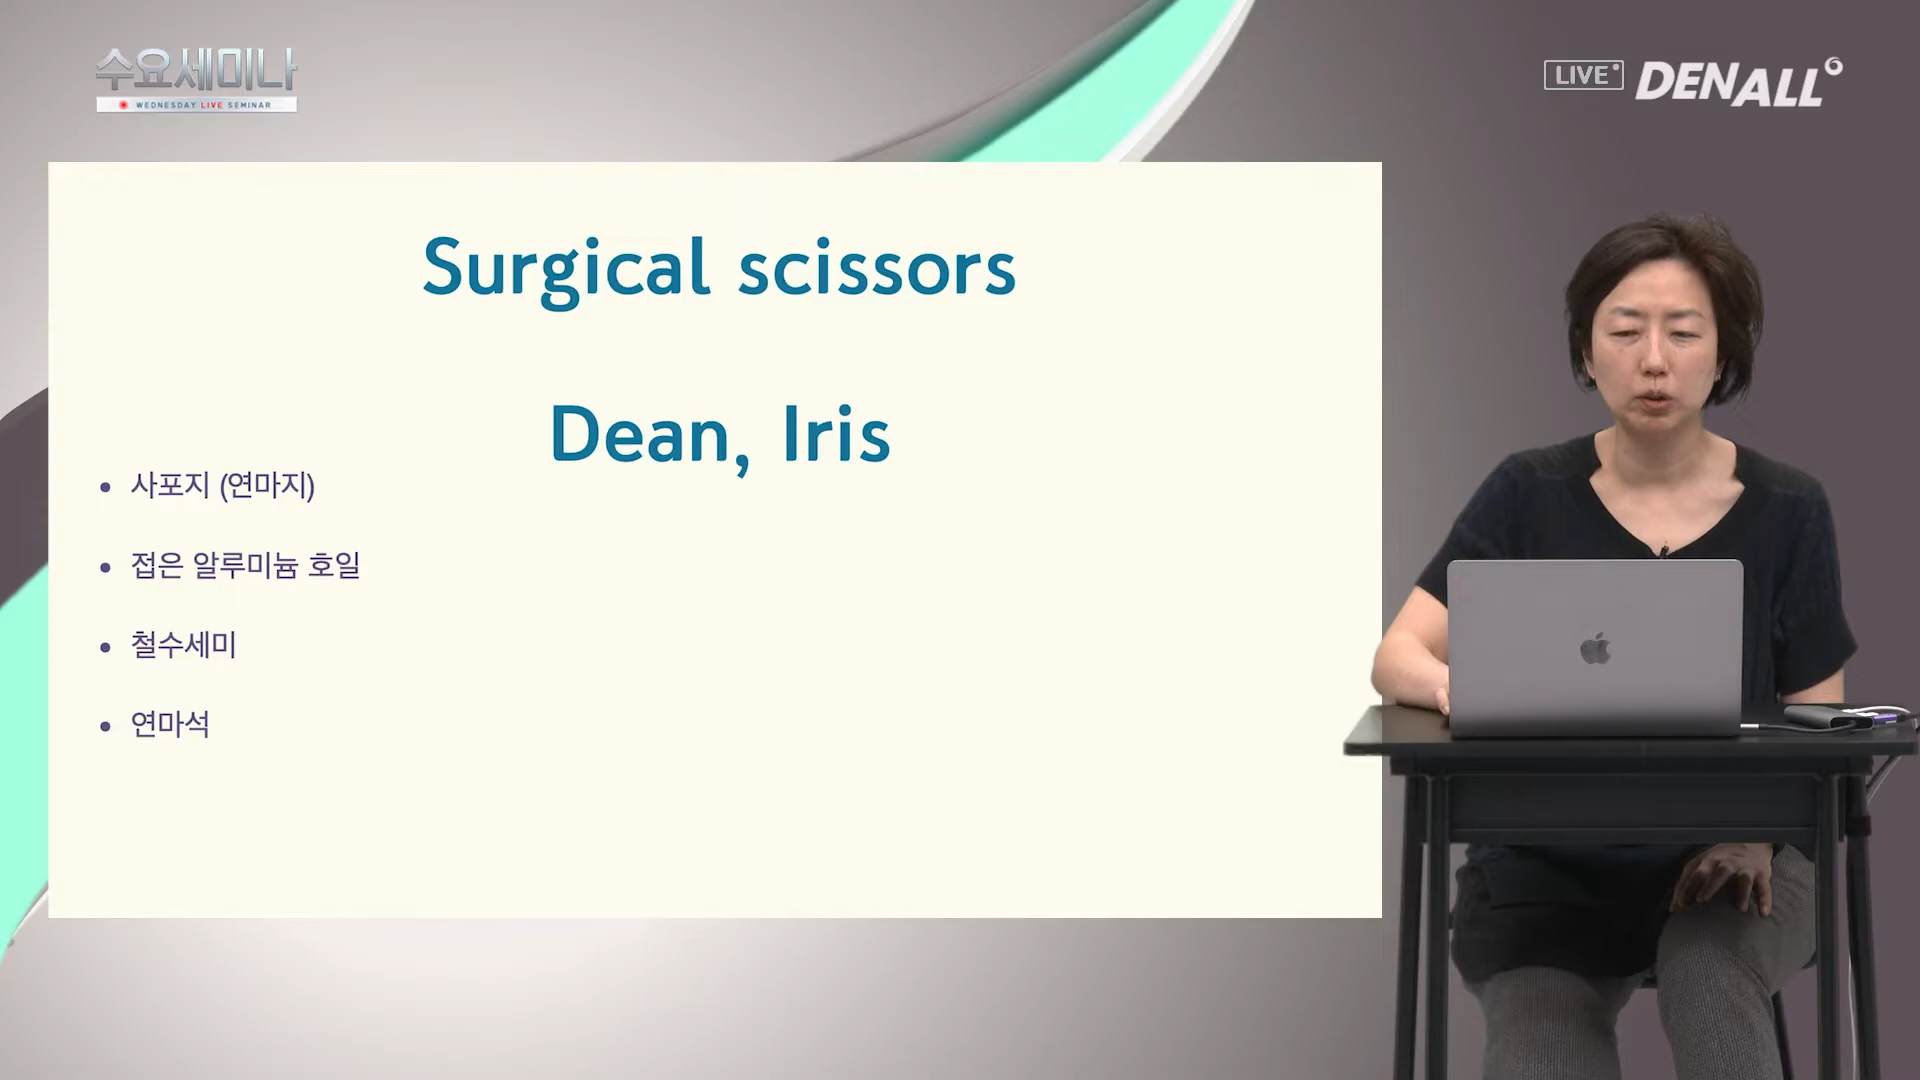 수요세미나
WEDNESDAY LIVE SEMINAR
LIVE
DENALL
Surgical scissors
Dean, Iris
• 사포지 (연마지)
• 접은 알루미늄 호일
• 철수세미
• 연마석